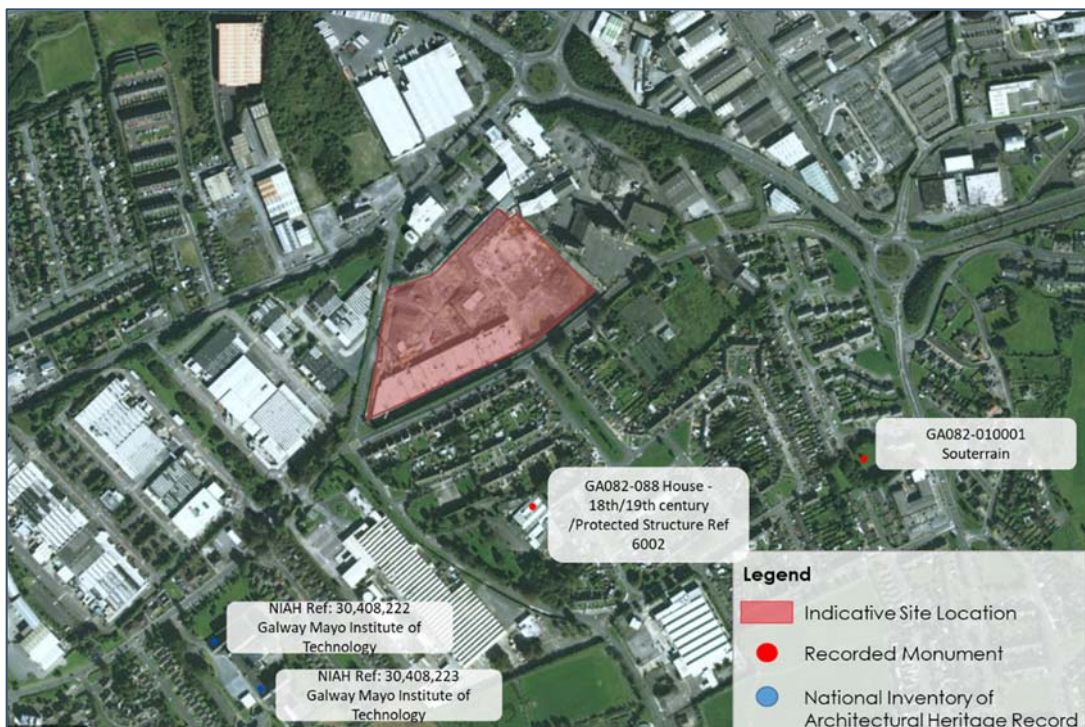 GA082-010001
Souterrain
GA082-088 House -
18th/19th century
/Protected Structure Ref
6002
NIAH Ref: 30,408,222
Galway Mayo Institute of
Technology
NIAH Ref: 30,408,223
Galway Mayo Institute of
Technology
Legend
Indicative Site Location
Recorded Monument
National Inventory of
Architectural Heritage Record